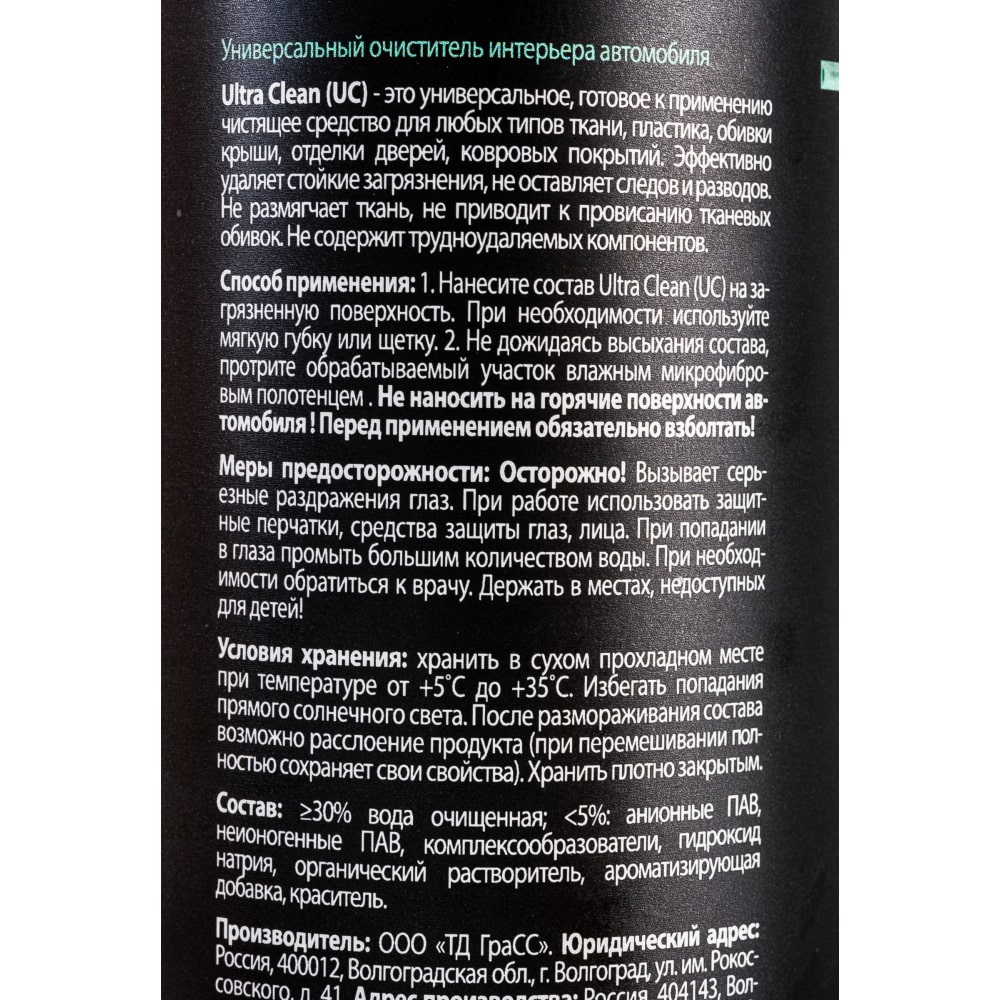 Универсальный очиститель интерьера автомобиля
Ultra Clean (UC) - это универсальное, готовое к применению
чистящее средство для любых типов ткани, пластика, обивки
крыши, отделки дверей, ковровых покрытий. Эффективно
удаляет стойкие загрязнения, не оставляет следов и разводов.
Не размягчает ткань, не приводит к провисанию тканевых
обивок. Не содержит трудноудаляемых компонентов.
Способ применения: 1. Нанесите состав Ultra Clean (UC) на за-
грязненную поверхность. При необходимости используйте
мягкую губку или щетку. 2. Не дожидаясь высыхания состава,
протрите обрабатываемый участок влажным микрофибро-
вым полотенцем . Не наносить на горячие поверхности ав-
томобиля ! Перед применением обязательно взболтать!
Меры предосторожности: Осторожно! Вызывает серь-
езные раздражения глаз. При работе использовать защит-
ные перчатки, средства защиты глаз, лица. При попадании
в глаза промыть большим количеством воды. При необход-
имости обратиться к врачу. Держать в местах, недоступных
для детей!
Условия хранения: хранить в сухом прохладном месте
при температуре от +5˚C до +35˚C. Избегать попадания
прямого солнечного света. После размораживания состава
возможно расслоение продукта (при перемешивании пол-
ностью сохраняет свои свойства). Хранить плотно закрытым.
Состав: ≥30% вода очищенная; <5%: анионные ПАВ,
неионогенные ПАВ, комплексообразователи, гидроксид
натрия, органический растворитель, ароматизирующая
добавка, краситель.
Производитель: ООО «ТД ГраСС». Юридический адрес:
Россия, 400012, Волгоградская обл., г. Волгоград, ул. им. Рокос-
совского, д. 41. Адрес производства: Россия, 404143, Вол-